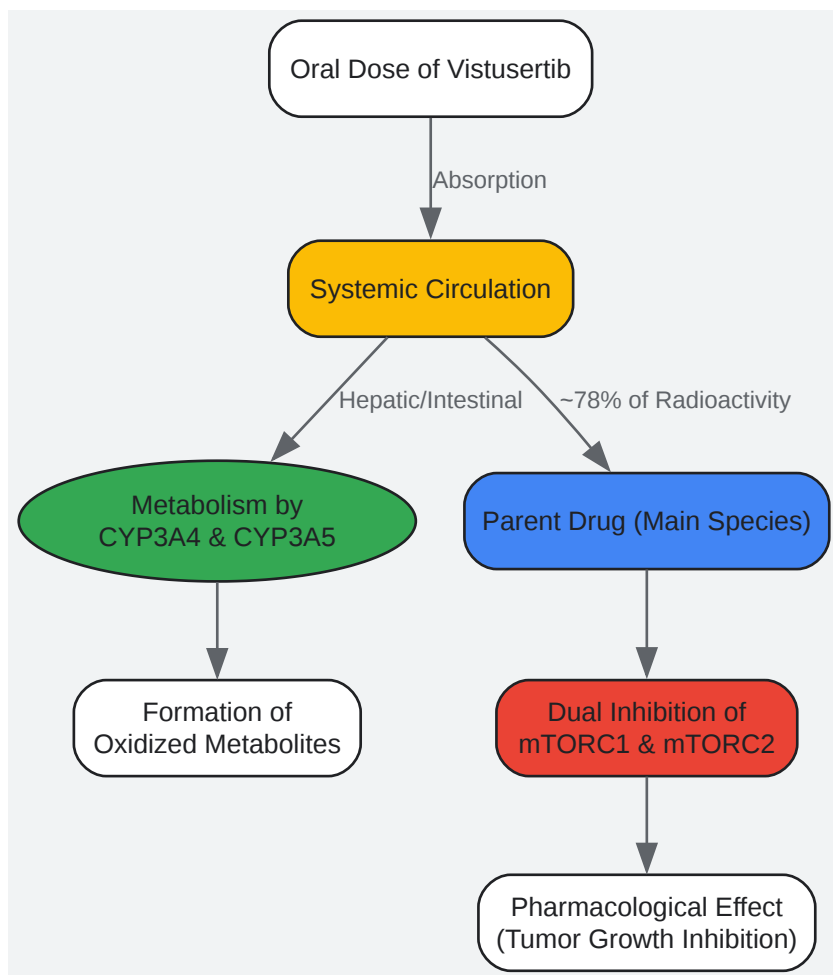 Oral Dose of Vistusertib
Absorption
Systemic Circulation
Hepatic/Intestinal
~78% of Radioactivity
Metabolism by
CYP3A4 & CYP3A5
Parent Drug (Main Species)
Formation of
Oxidized Metabolites
Dual Inhibition of
mTORC1 & mTORC2
Pharmacological Effect
(Tumor Growth Inhibition)